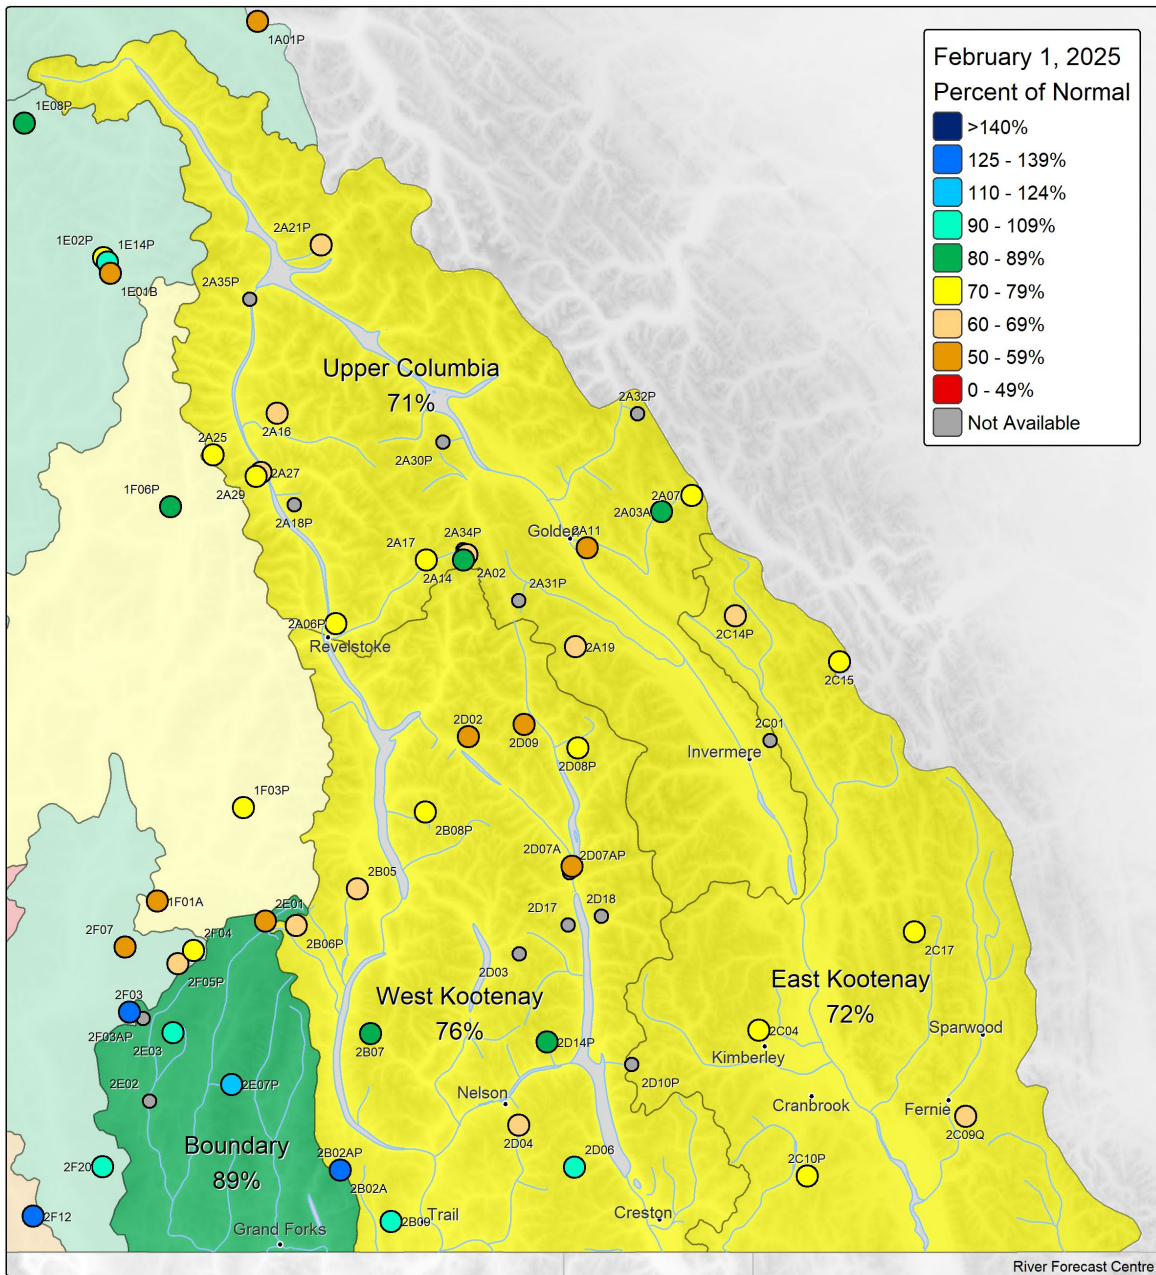 1A01P
February 1, 2025
Percent of Normal
>140%
125 - 139%
110 - 124%
90 - 109%
80 - 89%
70 - 79%
60 - 69%
50 - 59%
0 - 49%
Not Available
1E08P
2A21P
1E02P
1E14P
1E01B
2A35P
Upper Columbia
71%
2A16
2A32P
2A25
2A30P
2A27
2A29
1F06P
2A18P
2A07
2A03A
Golden
2A11
2A34P
2A17
2A14
2A02
2A31P
2A06P
Revelstoke
2A19
2C14P
2C15
2D02
2D09
2C01
2D08P
Invermere
1F03P
2B08P
2D07A
2D07AP
2B05
1F01A
2E01
2D18
2D17
2B06P
2F07
2F04
2C17
2F05P
2D03
East Kootenay
72%
West Kootenay
76%
2F03
2F03AP
2E03
2B07
2D14P
2C04
Sparwood
Kimberley
2E02
2E07P
2D10P
Nelson
Cranbrook
Fernie
2C09Q
2D04
Boundary
89%
2B02AP
2D06
2C10P
2F20
2B02A
2F12
2B09
Trail
Creston
Grand Forks
River Forecast Centre